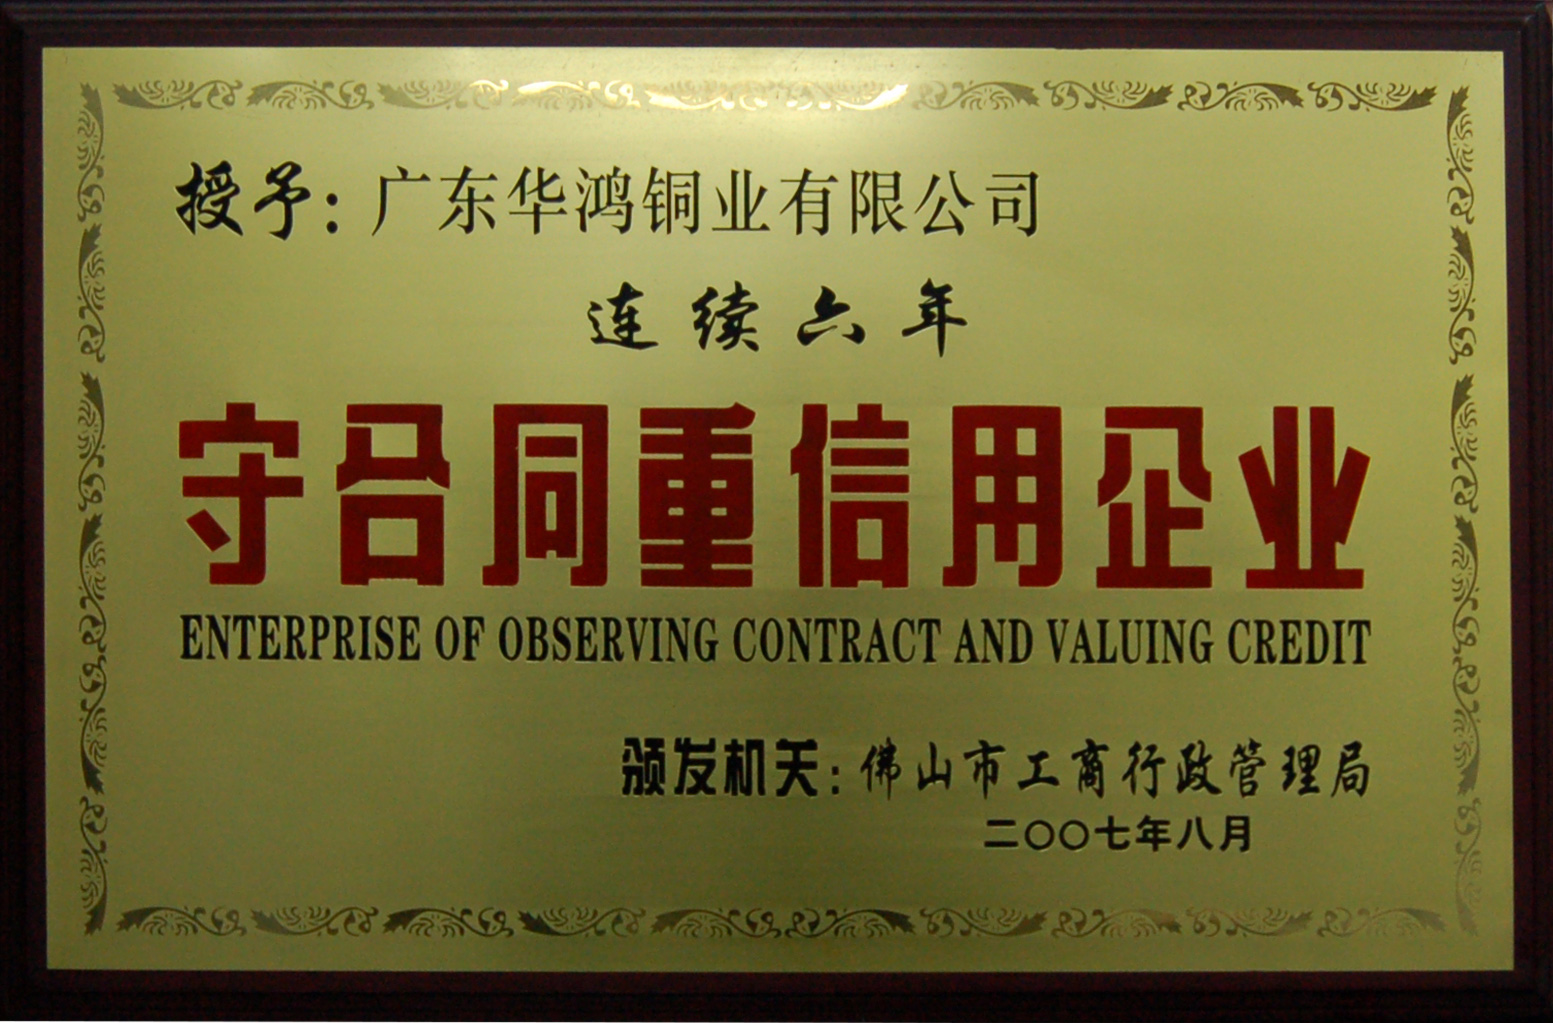 授予：广东华鸿铜业有限公司
连续六年
守合同重信用企业
ENTERPRISE OF OBSERVING CONTRACT AND VALUING CREDIT
颁发机关：佛山市工商行政管理局
二〇〇七年八月